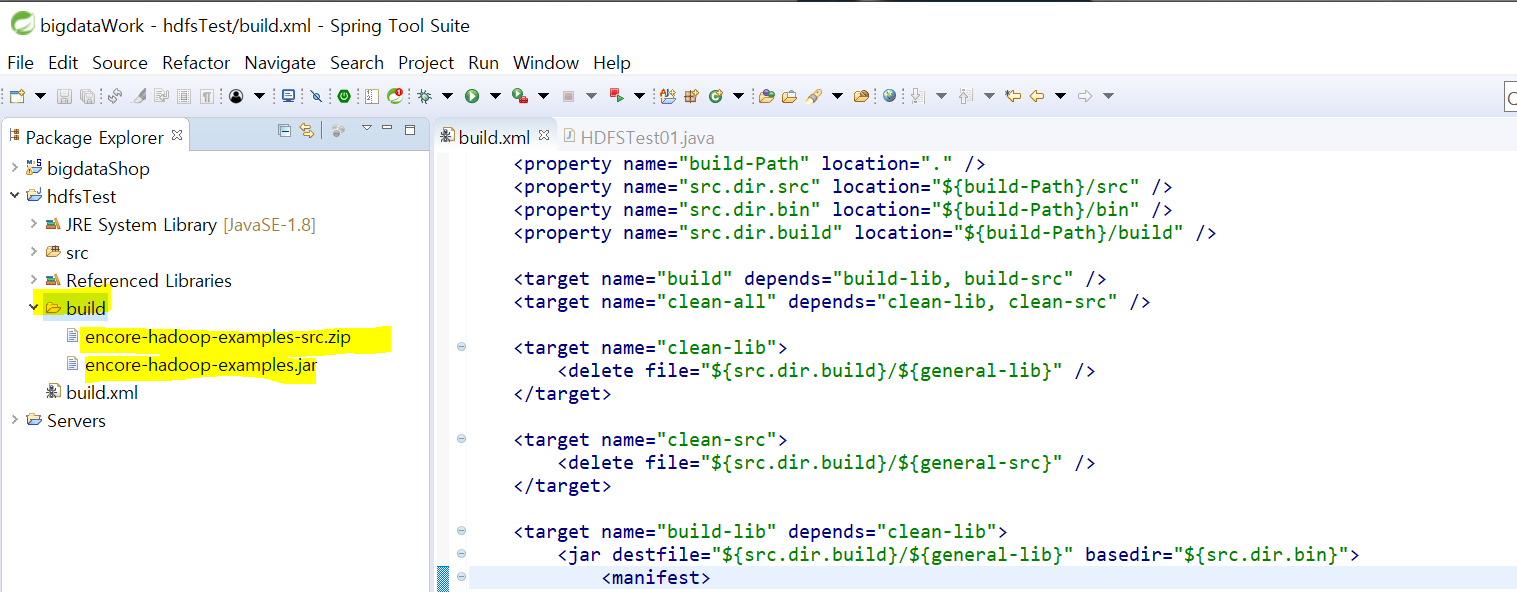 bigdataWork - hdfsTest/build.xml - Spring Tool Suite
File Edit Source Refactor Navigate Search Project Run Window Help
Package Explorer
bigdataShop
hdfsTest
JRE System Library [JavaSE-1.8]
src
Referenced Libraries
build
encore-hadoop-examples-src.zip
encore-hadoop-examples.jar
build.xml
Servers
build.xml HDFSTest01.java
<property name="build-Path" location="." />
<property name="src.dir.src" location="${build-Path}/src" />
<property name="src.dir.bin" location="${build-Path}/bin" />
<property name="src.dir.build" location="${build-Path}/build" />
<target name="build" depends="build-lib, build-src" />
<target name="clean-all" depends="clean-lib, clean-src" />
<target name="clean-lib">
<delete file="${src.dir.build}/${general-lib}" />
</target>
<target name="clean-src">
<delete file="${src.dir.build}/${general-src}" />
</target>
<target name="build-lib" depends="clean-lib">
<jar destfile="${src.dir.build}/${general-lib}" basedir="${src.dir.bin}">
<manifest>